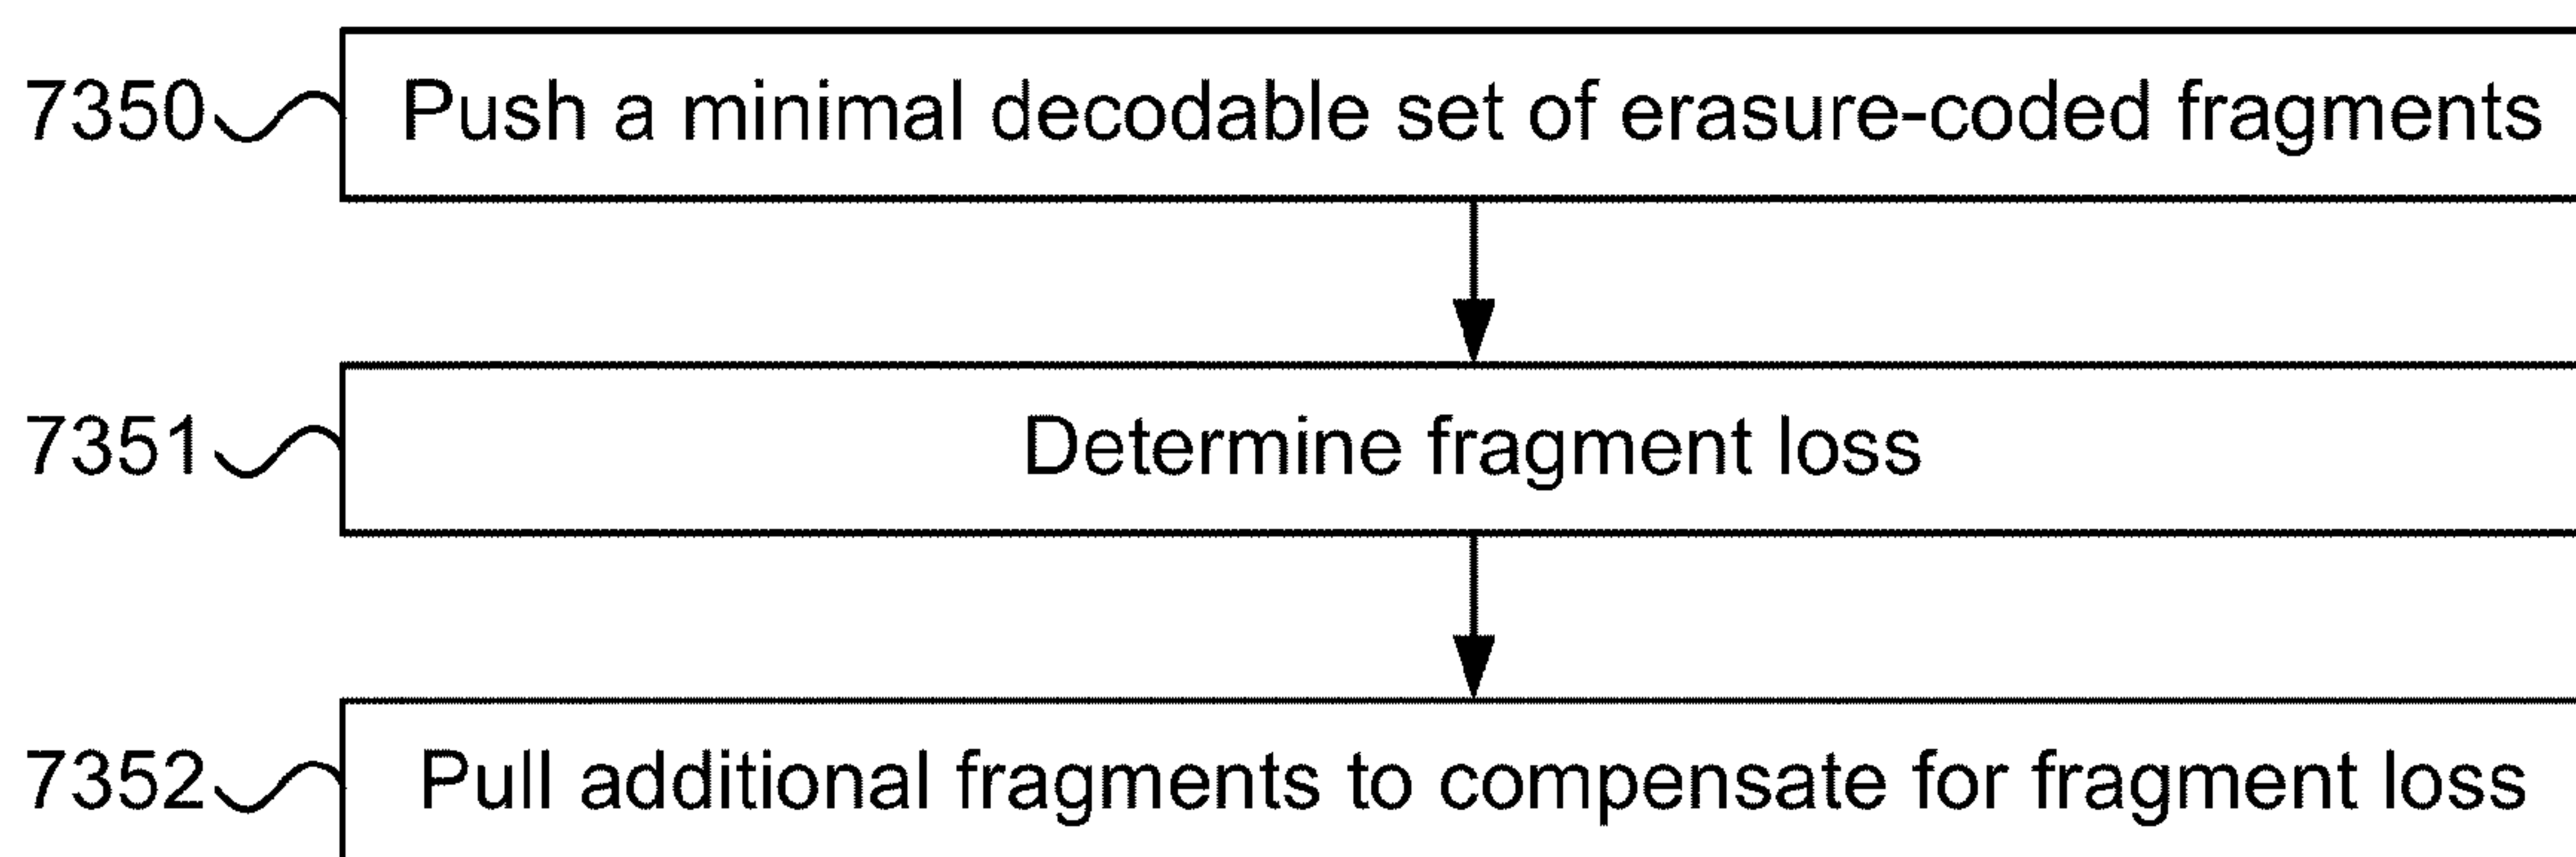 7350 Push a minimal decodable set of erasure-coded fragments
7351 Determine fragment loss
7352 Pull additional fragments to compensate for fragment loss